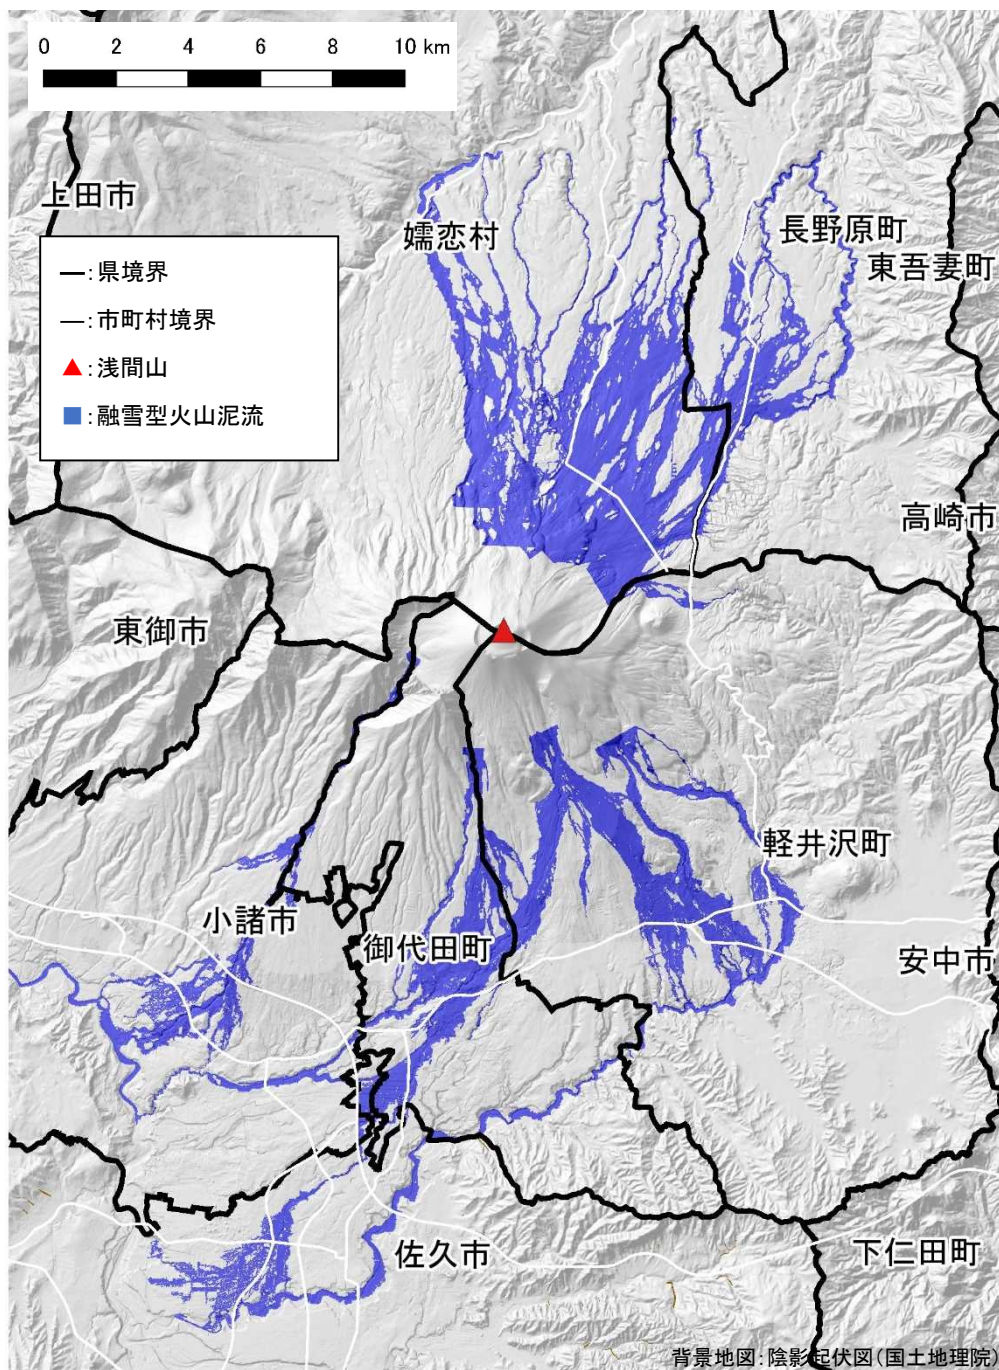 0 2 4 6 8 10 km
上田市
嬬恋村
長野原町
東吾妻町
━:県境界
―:市町村境界
▲:浅間山
■:融雪型火山泥流
高崎市
東御市
軽井沢町
小諸市
御代田町
安中市
佐久市
下仁田町
背景地図:陰影起伏図(国土地理院)